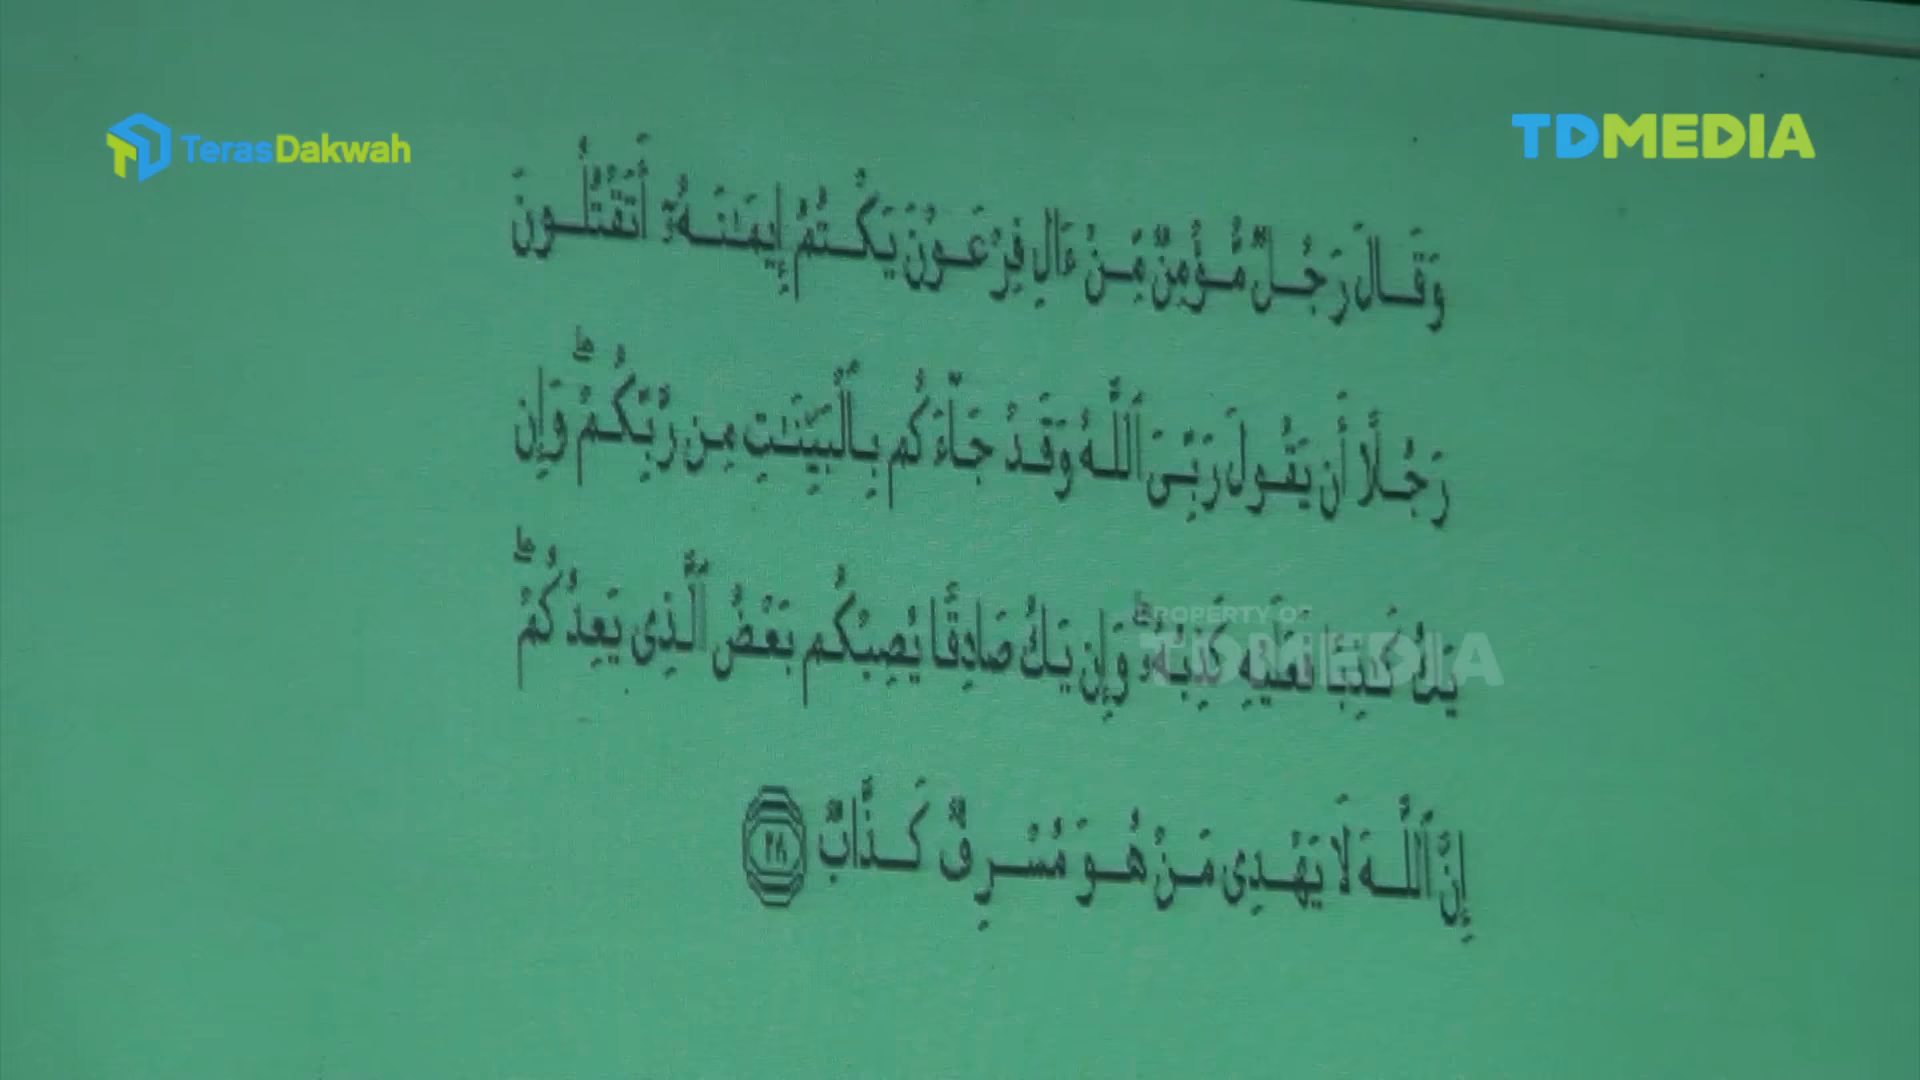 TerasDakwah
TDMEDIA
وَقَالَ رَجُلٌ مُّؤْمِنٌ مِّنْ ءَالِ فِرْعَوْنَ يَكْتُمُ إِيمَـٰنَهُۥٓ أَتَقْتُلُونَ
رَجُلًا أَن يَقُولَ رَبِّىَ ٱللَّهُ وَقَدْ جَآءَكُم بِٱلْبَيِّنَـٰتِ مِن رَّبِّكُمْ ۖ وَإِن
يَكُ كَـٰذِبًا فَعَلَيْهِ كَذِبُهُۥ ۖ وَإِن يَكُ صَادِقًا يُصِبْكُم بَعْضُ ٱلَّذِى يَعِدُكُمْ ۖ
إِنَّ ٱللَّهَ لَا يَهْدِى مَنْ هُوَ مُسْرِفٌ كَذَّابٌ ٢٨
PROPERTY OF
TDMEDIA